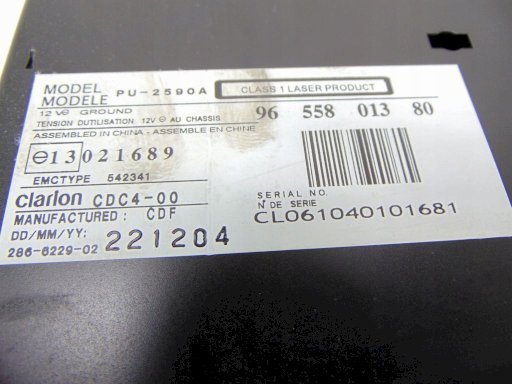 MODEL
MODELE PU-2590A CLASS 1 LASER PRODUCT
12 V⎓ GROUND
TENSION DUTILISATION 12V ⎓ AU CHASSIS 96 558 013 80
ASSEMBLED IN CHINA - ASSEMBLE EN CHINE
13 021689
EMCTYPE 542341
clarion CDC4-00
MANUFACTURED: CDF
DD/MM/YY:
286-6229-02 221204
SERIAL NO.
N° DE SERIE
CL061040101681